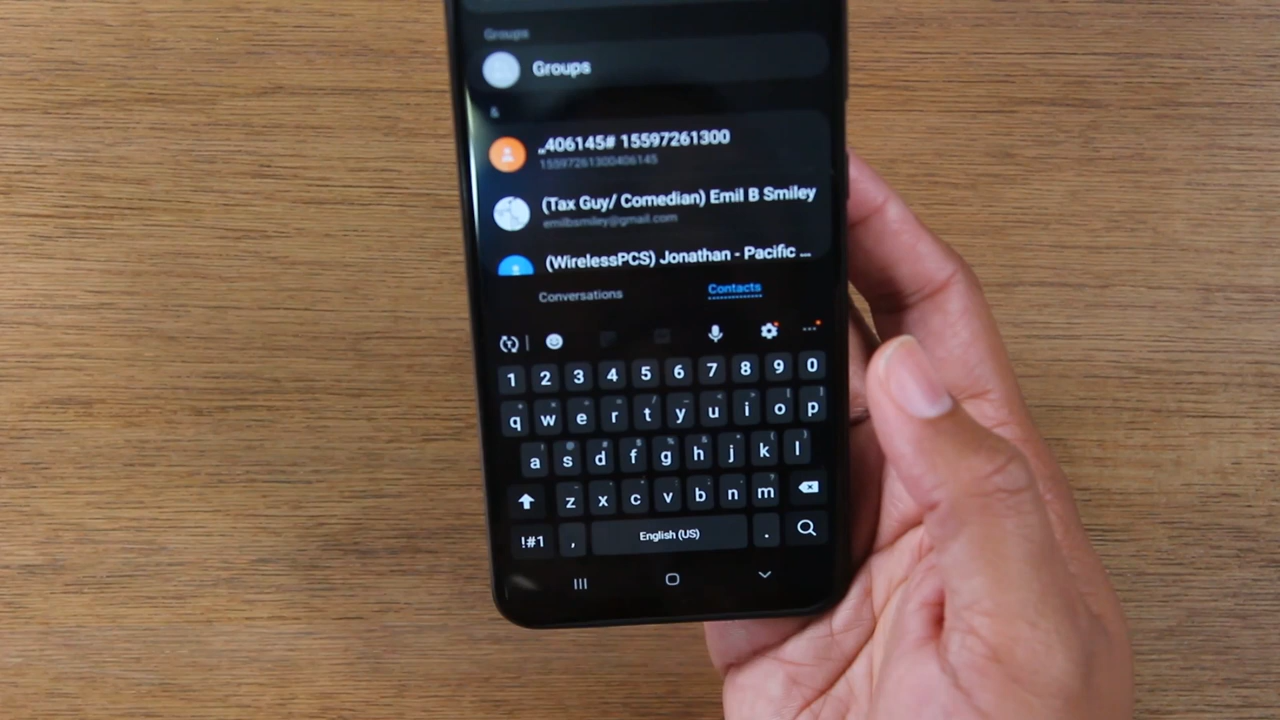 Groups
Groups
&
,,406145# 15597261300
15597261300406145
(Tax Guy/ Comedian) Emil B Smiley
emilbsmiley@gmail.com
(WirelessPCS) Jonathan - Pacific ...
Conversations
Contacts
1 2 3 4 5 6 7 8 9 0
q w e r t y u i o p
a s d f g h j k l
z x c v b n m
!#1 , English (US) .